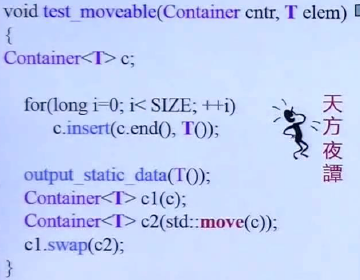 void test_moveable(Container cntr, T elem)
{
Container<T> c;
for(long i=0; i< SIZE; ++i)
c.insert(c.end(), T());
output_static_data(T());
Container<T> c1(c);
Container<T> c2(std::move(c));
c1.swap(c2);
}
天方夜譚